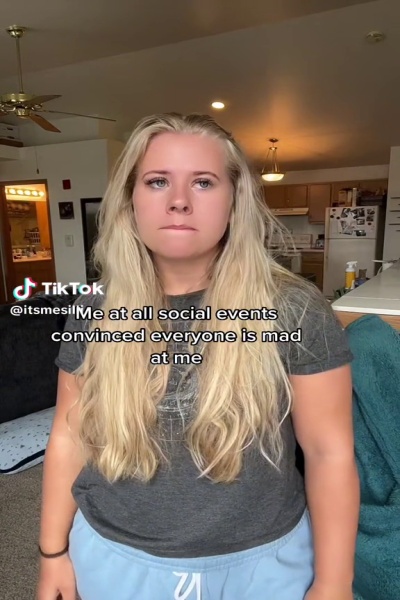 TikTok
@itsmesil
Me at all social events
convinced everyone is mad
at me